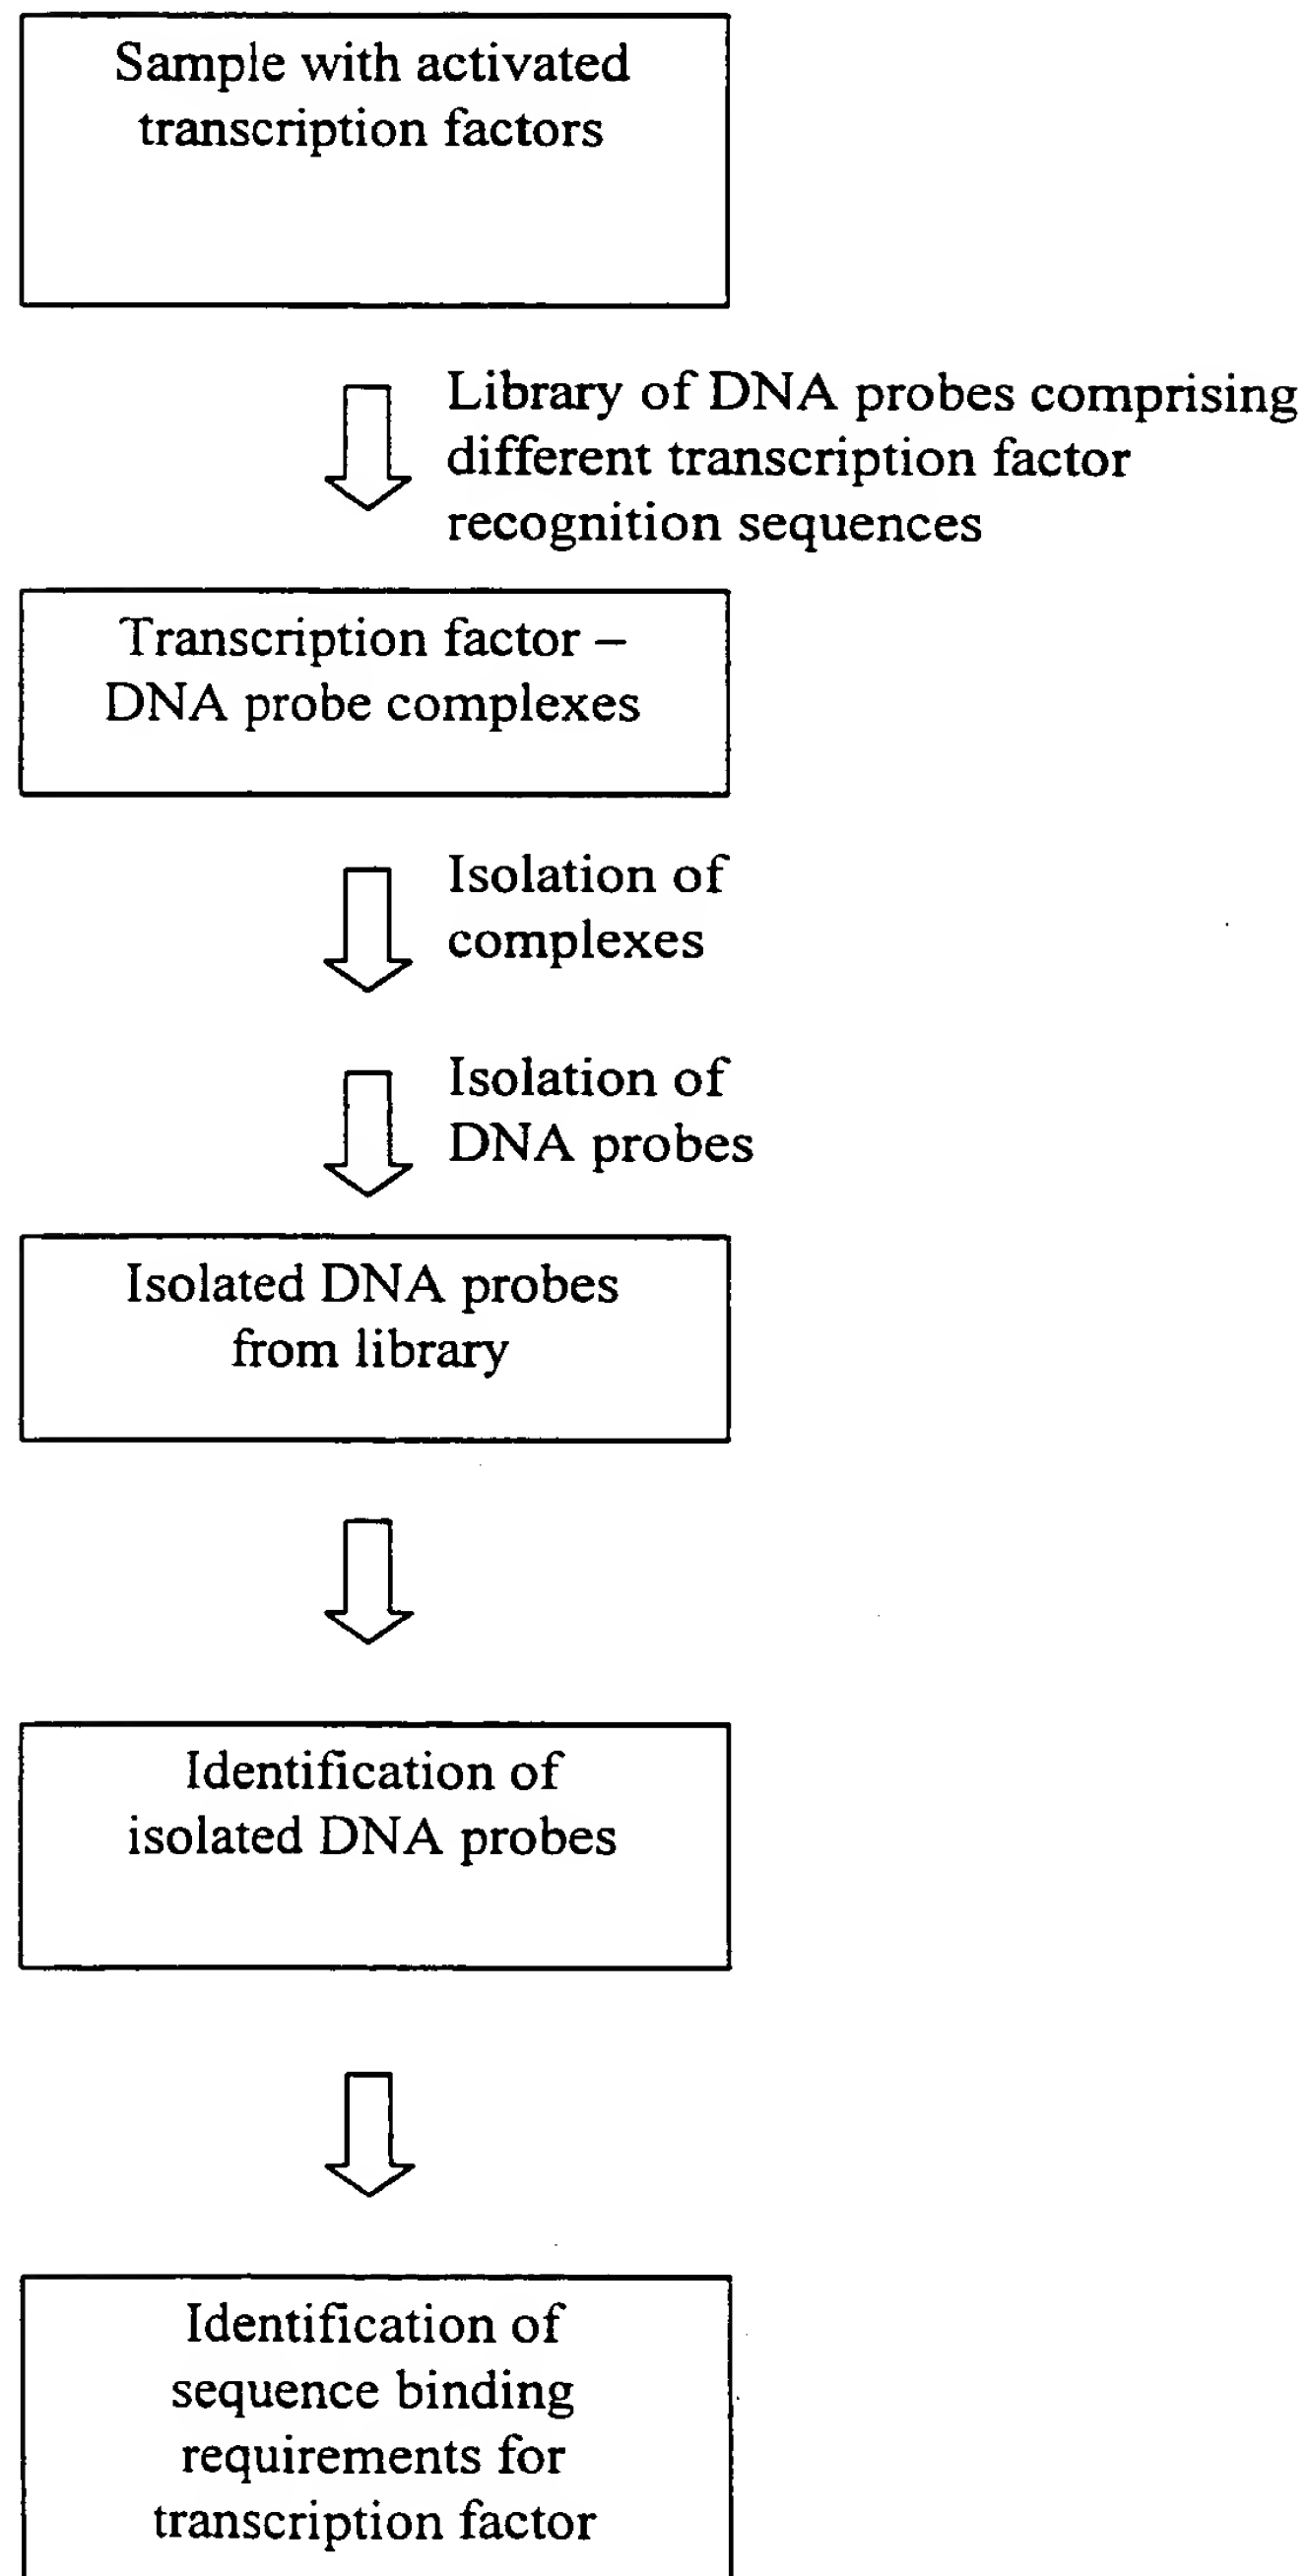 Sample with activated
transcription factors
Library of DNA probes comprising
different transcription factor
recognition sequences
Transcription factor –
DNA probe complexes
Isolation of
complexes
Isolation of
DNA probes
Isolated DNA probes
from library
Identification of
isolated DNA probes
Identification of
sequence binding
requirements for
transcription factor